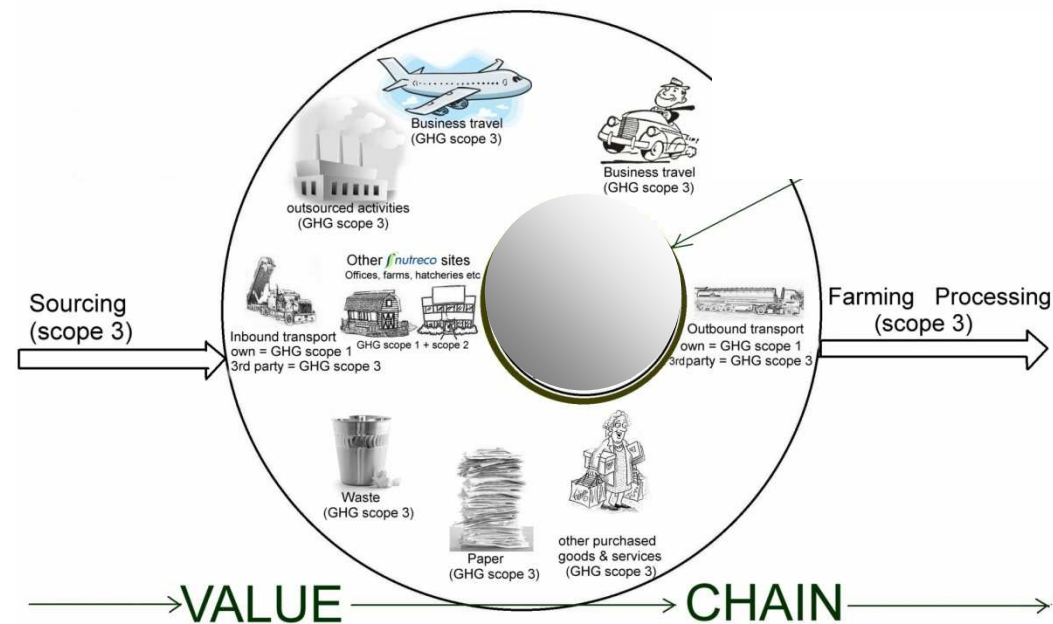 Business travel
(GHG scope 3)
Business travel
(GHG scope 3)
outsourced activities
(GHG scope 3)
Other nutreco sites
Offices, farms, hatcheries etc
GHG scope 1 + scope 2
Sourcing
(scope 3)
Inbound transport
own = GHG scope 1
3rd party = GHG scope 3
Outbound transport
own = GHG scope 1
3rd party = GHG scope 3
Farming Processing
(scope 3)
Waste
(GHG scope 3)
Paper
(GHG scope 3)
other purchased
goods & services
(GHG scope 3)
VALUE CHAIN